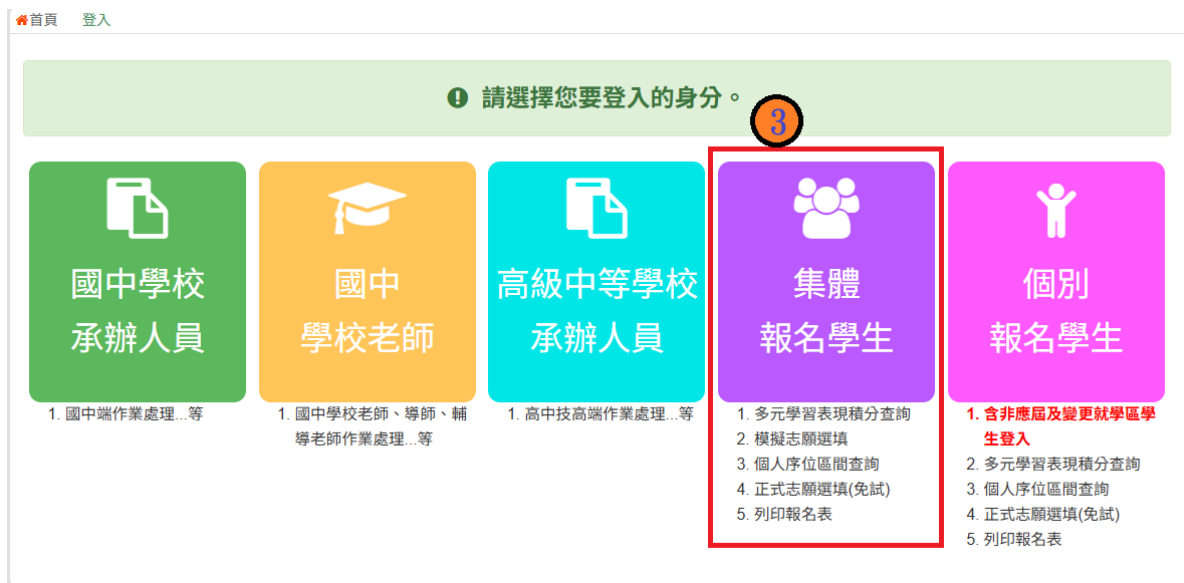 首頁 登入
請選擇您要登入的身分。
3
國中學校
承辦人員
1. 國中端作業處理...等
國中
學校老師
1. 國中學校老師、導師、輔
導老師作業處理...等
高級中等學校
承辦人員
1. 高中技高端作業處理...等
集體
報名學生
1. 多元學習表現積分查詢
2. 模擬志願選填
3. 個人序位區間查詢
4. 正式志願選填(免試)
5. 列印報名表
個別
報名學生
1. 含非應屆及變更就學區學
生登入
2. 多元學習表現積分查詢
3. 個人序位區間查詢
4. 正式志願選填(免試)
5. 列印報名表